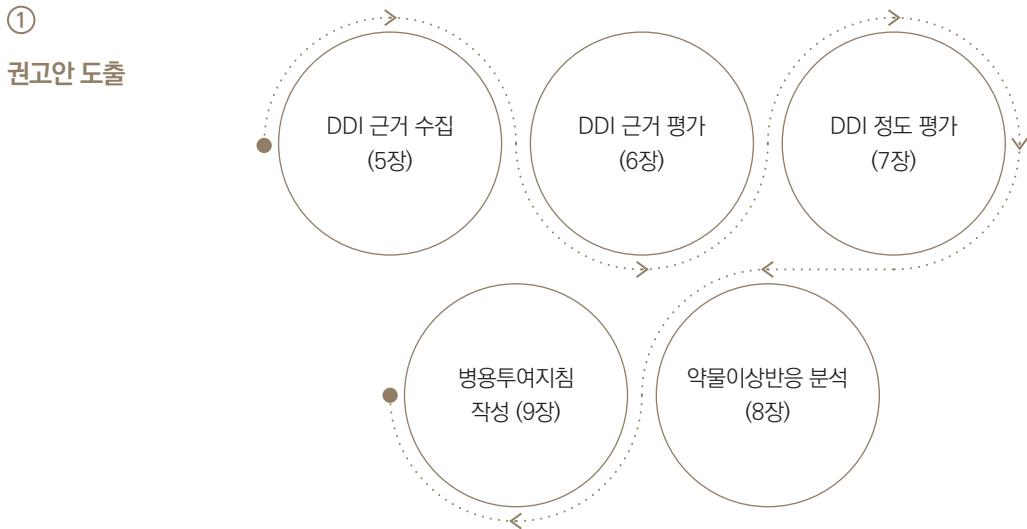 ①
권고안 도출
DDI 근거 수집
(5장)
DDI 근거 평가
(6장)
DDI 정도 평가
(7장)
병용투여지침
작성 (9장)
약물이상반응 분석
(8장)